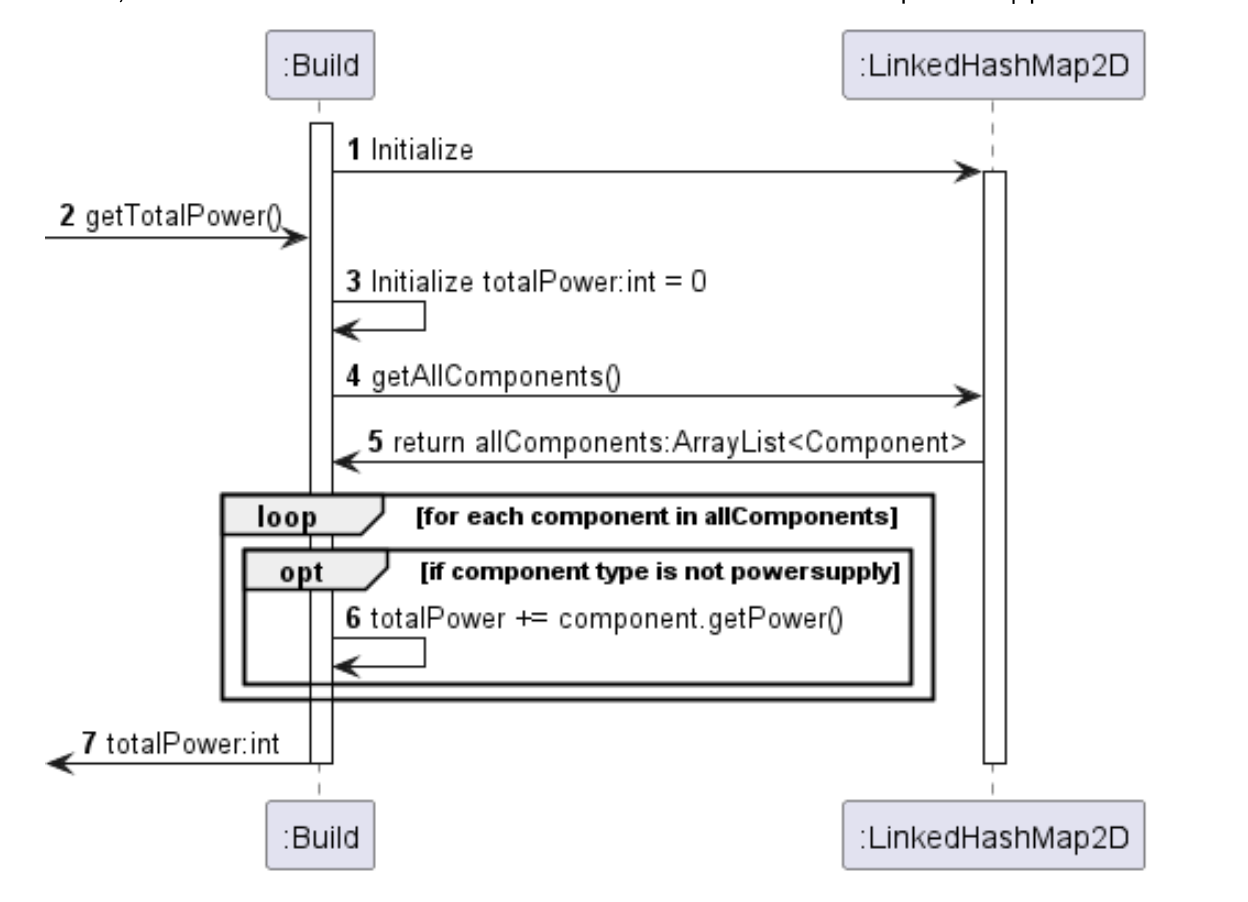 :Build
:LinkedHashMap2D
1 Initialize
2 getTotalPower()
3 Initialize totalPower:int = 0
4 getAllComponents()
5 return allComponents:ArrayList<Component>
loop [for each component in allComponents]
opt [if component type is not powersupply]
6 totalPower += component.getPower()
7 totalPower:int
:Build
:LinkedHashMap2D